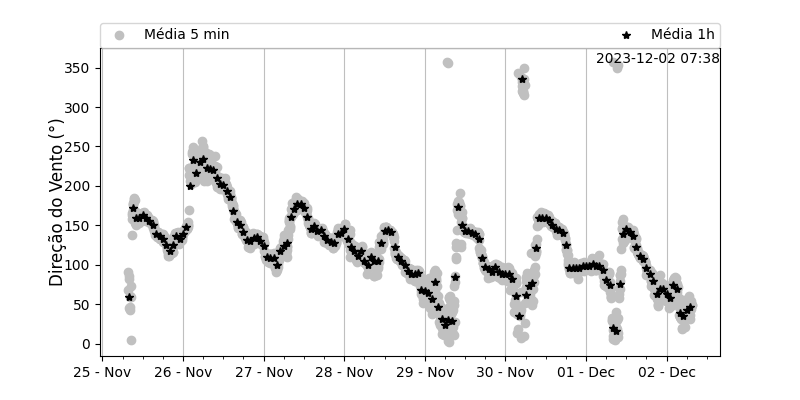 Média 5 min
Média 1h
2023-12-02 07:38
Direção do Vento (°)
350
300
250
200
150
100
50
0
25 - Nov
26 - Nov
27 - Nov
28 - Nov
29 - Nov
30 - Nov
01 - Dec
02 - Dec